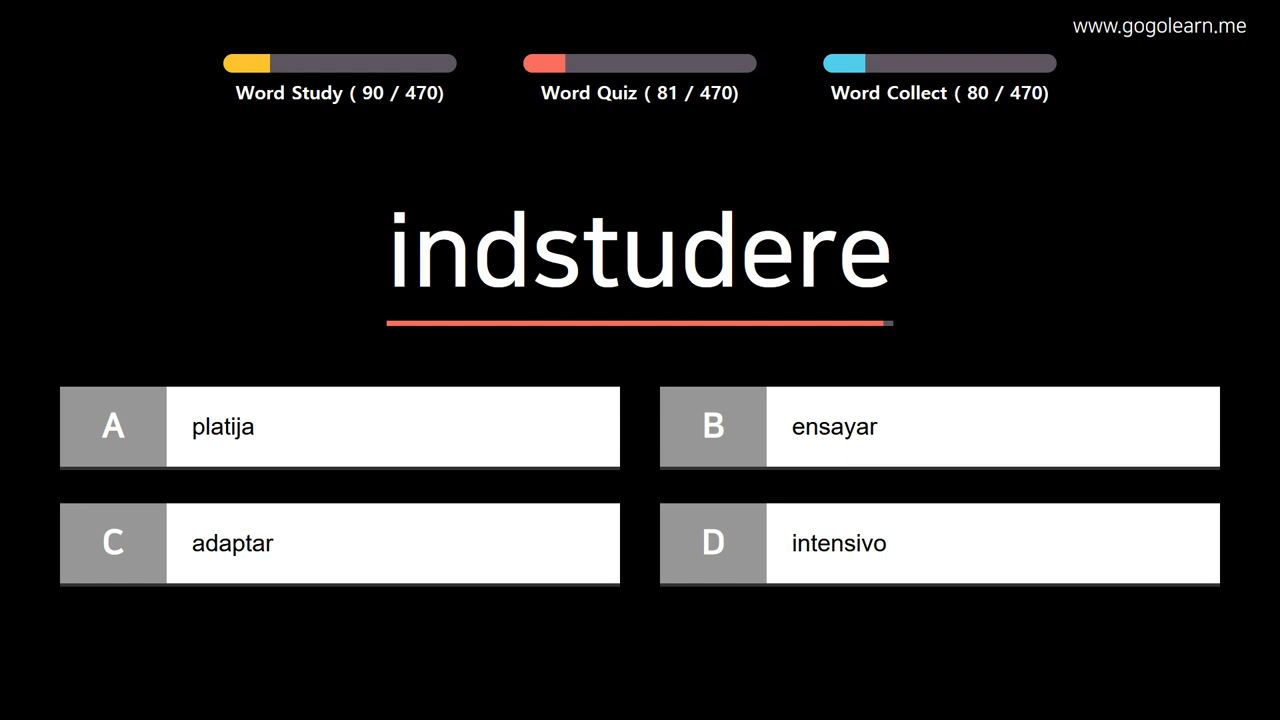 www.gogolearn.me
Word Study ( 90 / 470)
Word Quiz ( 81 / 470)
Word Collect ( 80 / 470)
indstudere
A platija
B ensayar
C adaptar
D intensivo